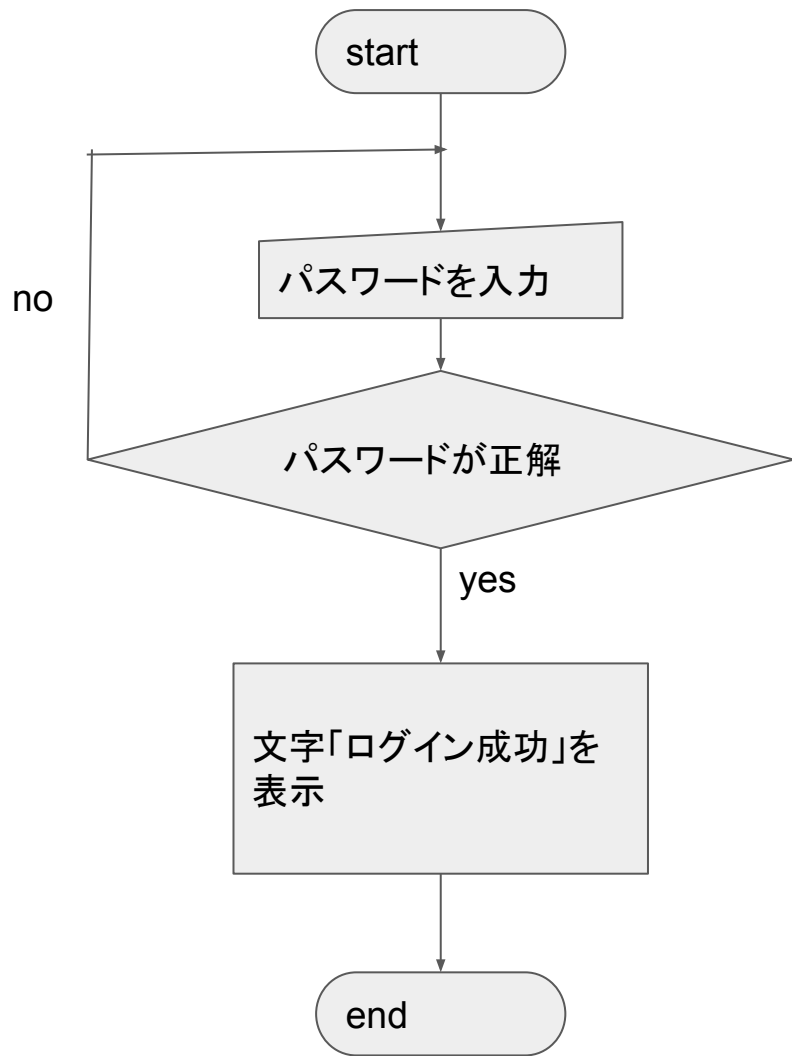 start
no
パスワードを入力
パスワードが正解
yes
文字「ログイン成功」を
表示
end